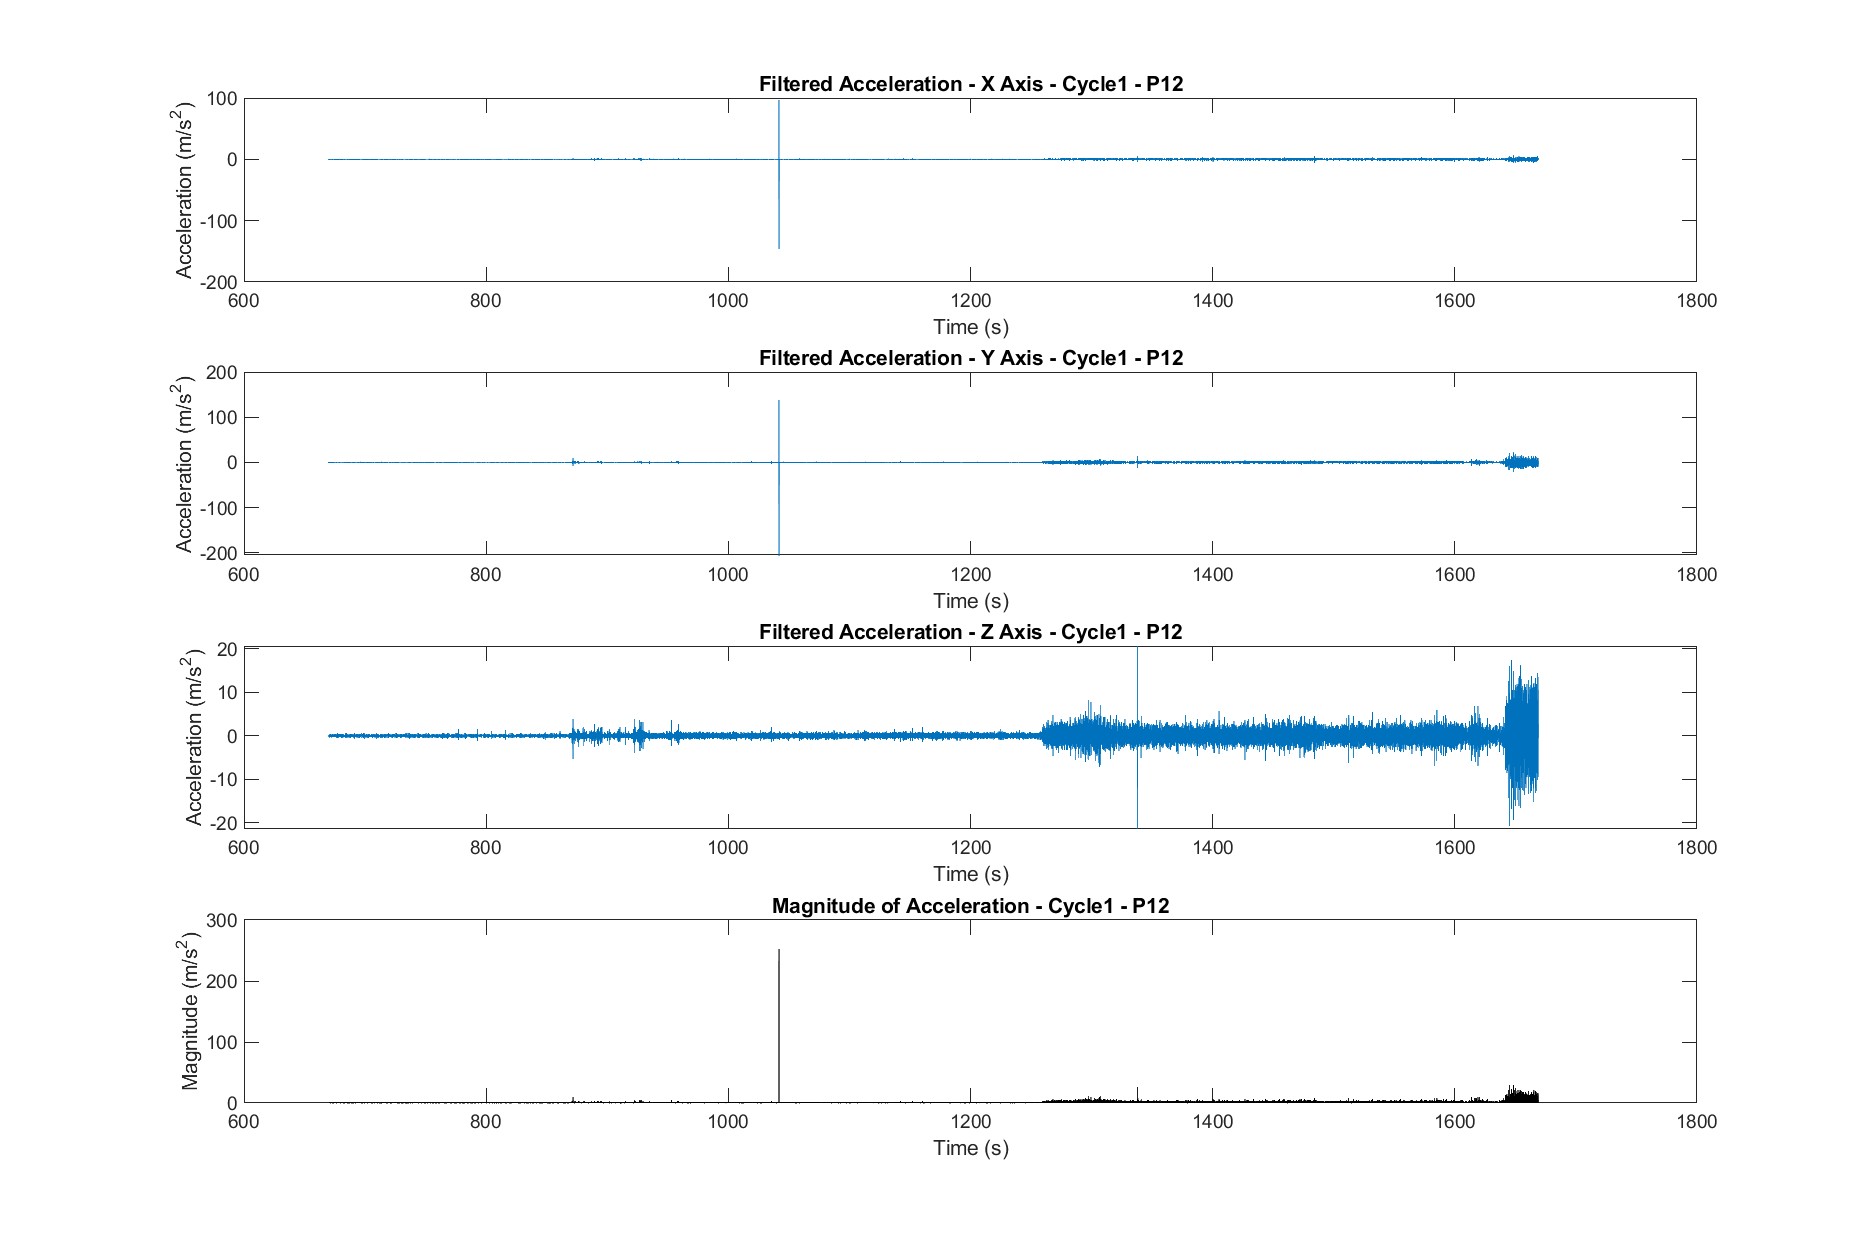 Filtered Acceleration - X Axis - Cycle1 - P12
Acceleration (m/s²)
100
0
-100
-200
600 800 1000 1200 1400 1600 1800
Time (s)
Filtered Acceleration - Y Axis - Cycle1 - P12
Acceleration (m/s²)
200
100
0
-100
-200
600 800 1000 1200 1400 1600 1800
Time (s)
Filtered Acceleration - Z Axis - Cycle1 - P12
Acceleration (m/s²)
20
10
0
-10
-20
600 800 1000 1200 1400 1600 1800
Time (s)
Magnitude of Acceleration - Cycle1 - P12
Magnitude (m/s²)
300
200
100
0
600 800 1000 1200 1400 1600 1800
Time (s)